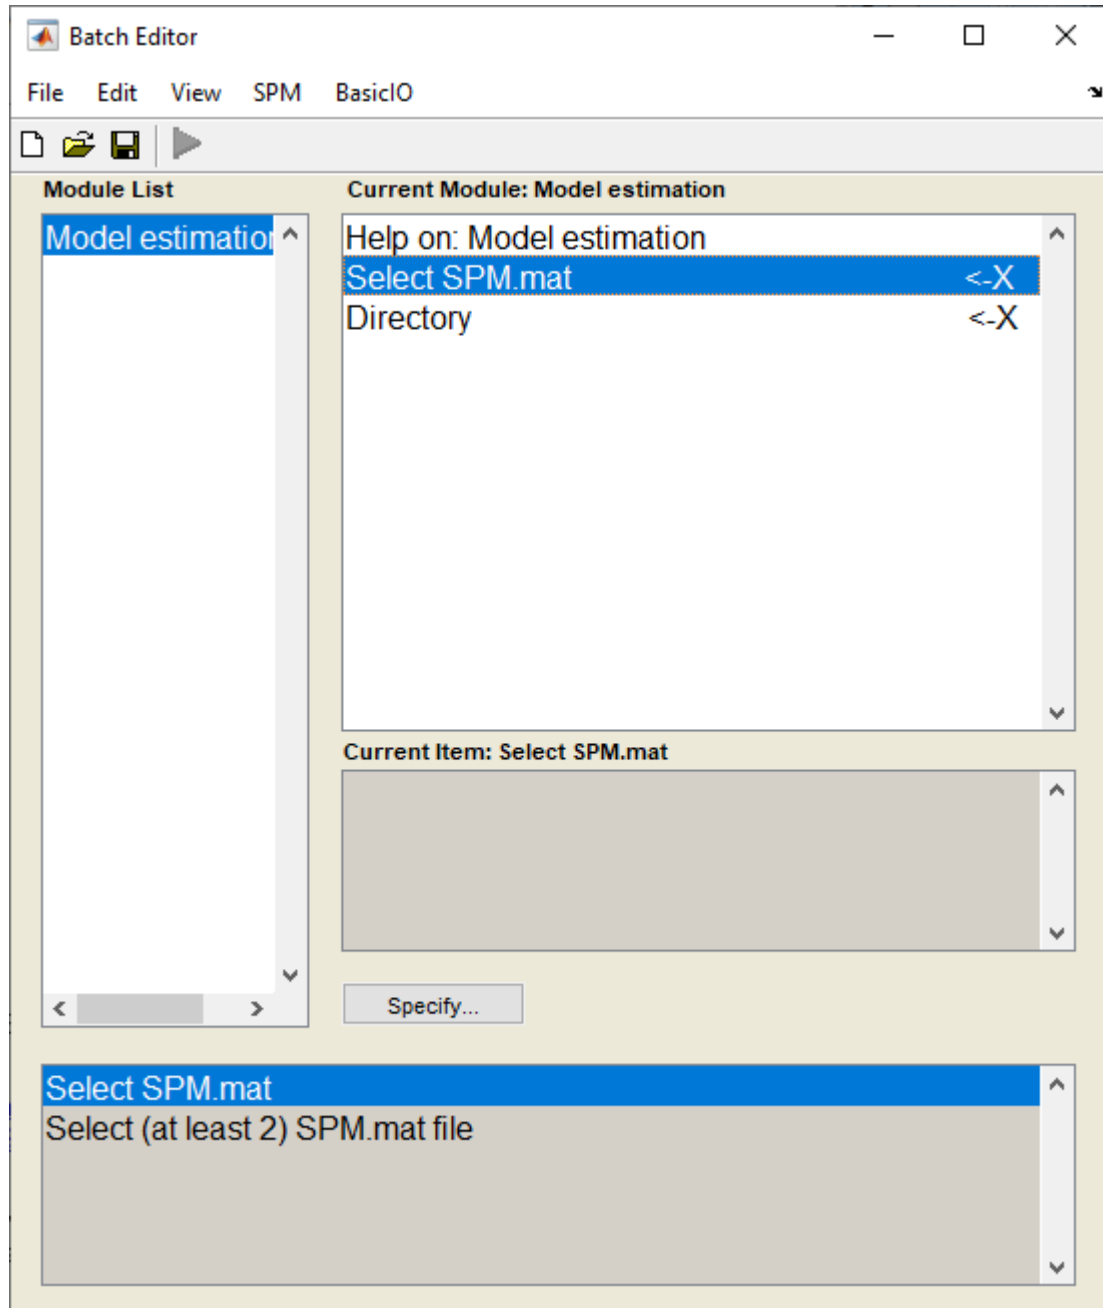 Batch Editor
File Edit View SPM BasicIO
Module List
Current Module: Model estimation
Model estimation
Help on: Model estimation
Select SPM.mat <-X
Directory <-X
Current Item: Select SPM.mat
Specify...
Select SPM.mat
Select (at least 2) SPM.mat file